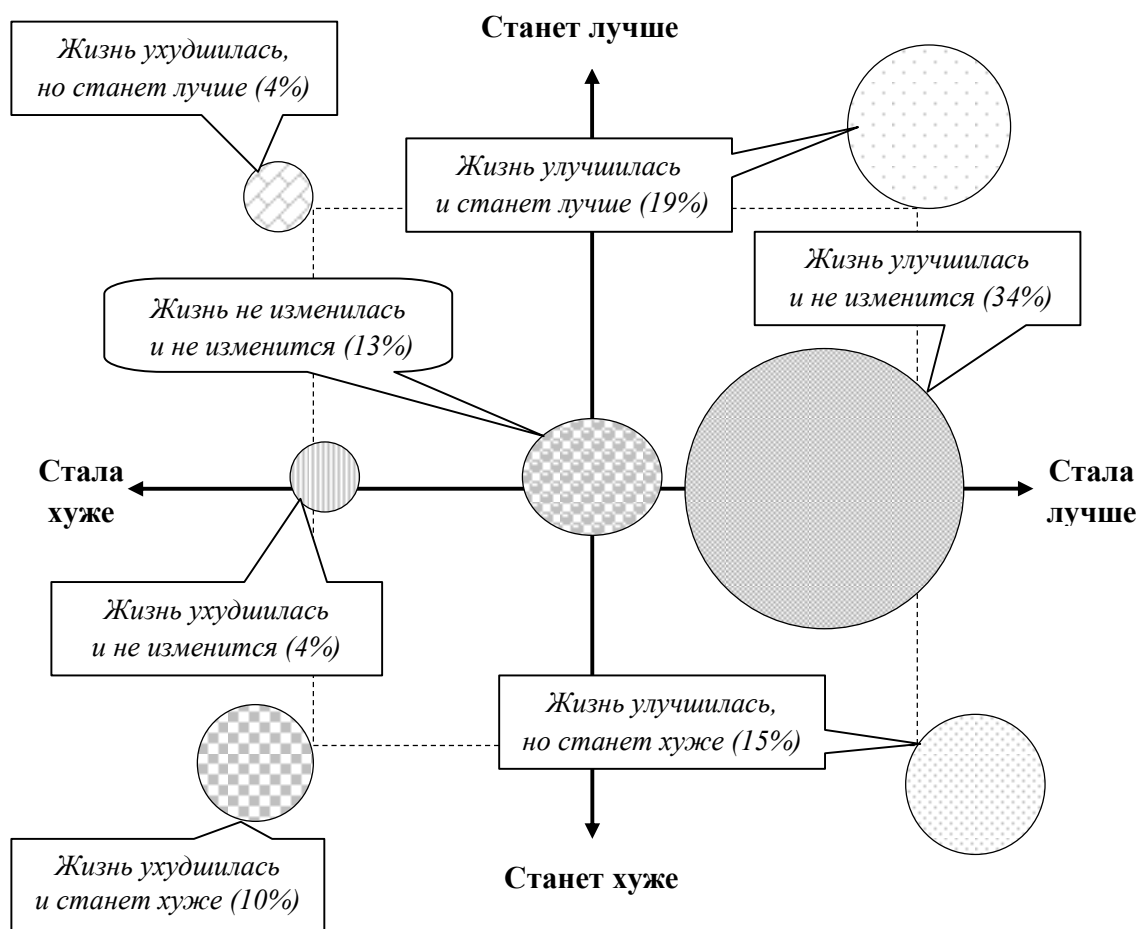 Станет лучше
Жизнь ухудшилась,
но станет лучше (4%)
Жизнь улучшилась
и станет лучше (19%)
Жизнь улучшилась
и не изменится (34%)
Жизнь не изменилась
и не изменится (13%)
Стала
хуже
Стала
лучше
Жизнь ухудшилась
и не изменится (4%)
Жизнь улучшилась,
но станет хуже (15%)
Жизнь ухудшилась
и станет хуже (10%)
Станет хуже